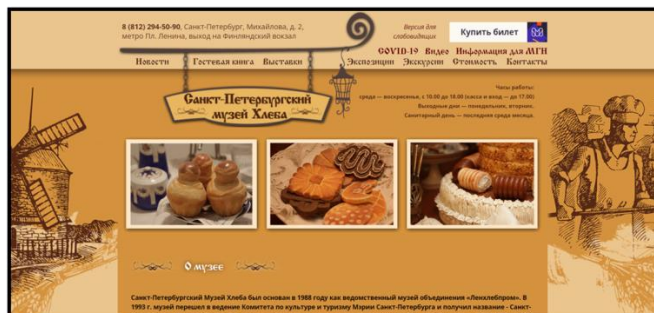 8 (812) 294-50-90, Санкт-Петербург, Михайлова, д. 2,
метро Пл. Ленина, выход на Финляндский вокзал
Версия для
слабовидящих
Купить билет
COVID-19 Видео Информация для МГН
Новости Гостевая книга Выставки Экспозиции Экскурсии Стоимость Контакты
Санкт-Петербургский
музей Хлеба
Часы работы:
среда — воскресенье, с 10.00 до 18.00 (касса и вход — до 17.00)
Выходные дни — понедельник, вторник.
Санитарный день — последняя среда месяца.
О музее
Санкт-Петербургский Музей Хлеба был основан в 1988 году как ведомственный музей объединения «Ленхлебпром». В
1993 г. музей перешел в ведение Комитета по культуре и туризму Мэрии Санкт-Петербурга и получил название - Санкт-